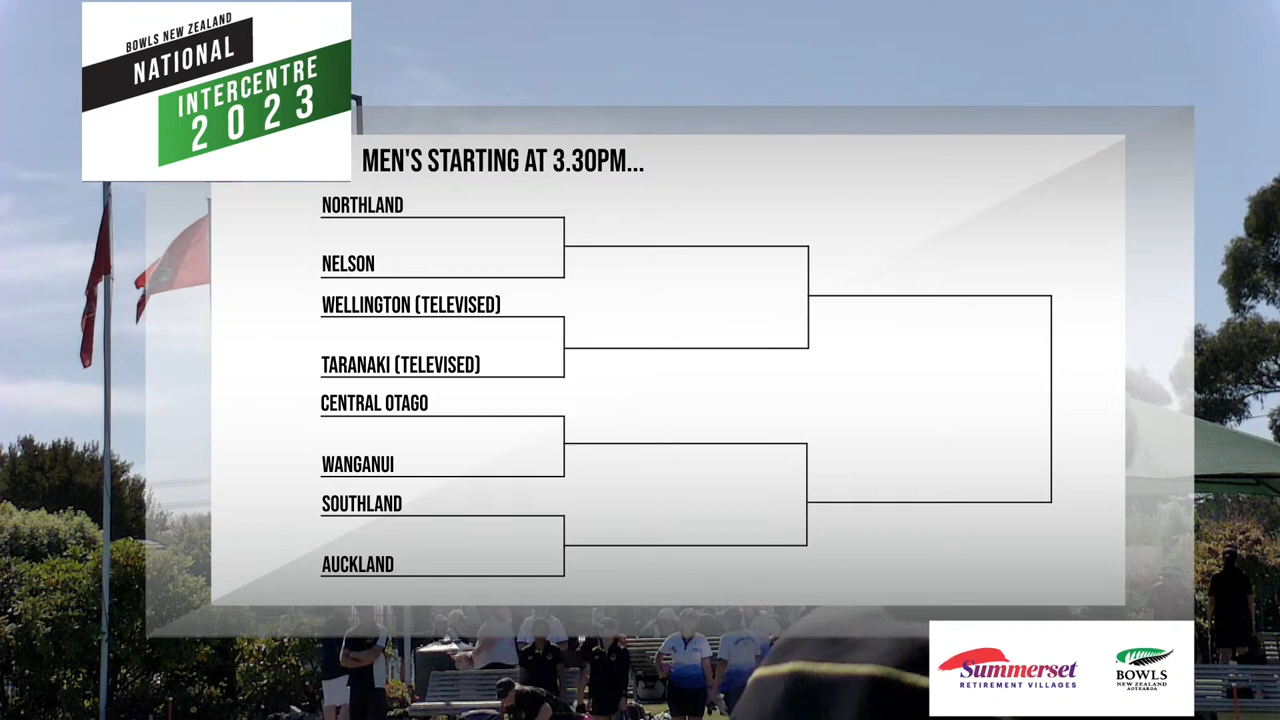 BOWLS NEW ZEALAND
NATIONAL
INTERCENTRE
2023
MEN'S STARTING AT 3.30PM...
NORTHLAND
NELSON
WELLINGTON (TELEVISED)
TARANAKI (TELEVISED)
CENTRAL OTAGO
WANGANUI
SOUTHLAND
AUCKLAND
Summerset
RETIREMENT VILLAGES
BOWLS
NEW ZEALAND
AOTEAROA